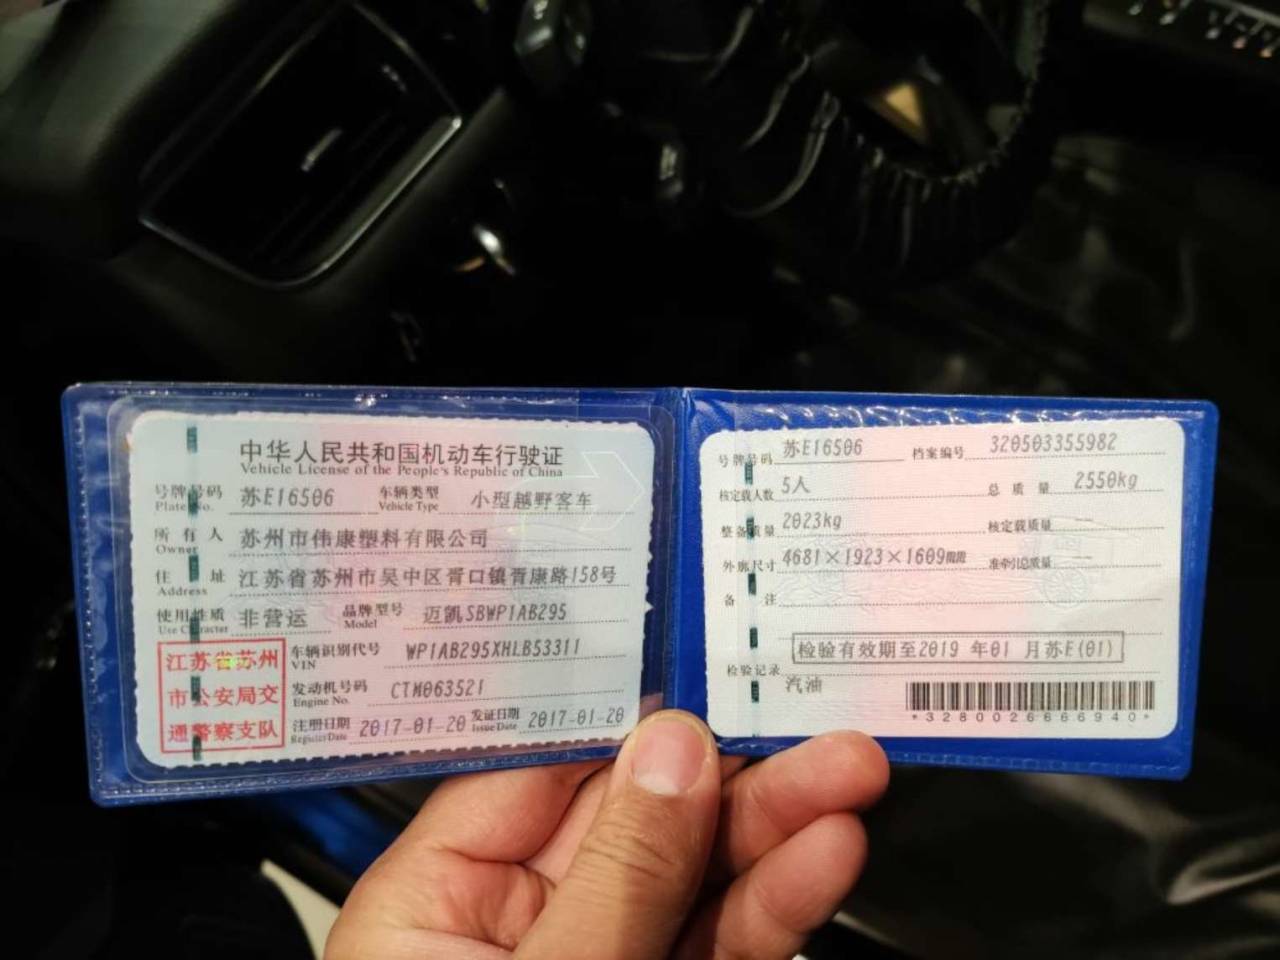 中华人民共和国机动车行驶证
Vehicle License of the People's Republic of China
号牌号码 苏E16506 车辆类型 小型越野客车
Plate No. Vehicle Type
所有人 苏州市伟康塑料有限公司
Owner
住址 江苏省苏州市吴中区胥口镇胥康路158号
Address
使用性质 非营运 品牌型号 迈凯SBWP1AB295
Use Character Model
江苏省苏州
市公安局交
通警察支队
车辆识别代号 WP1AB295XHLB53311
VIN
发动机号码 CTM063521
Engine No.
注册日期 2017-01-20 发证日期 2017-01-20
Register Date Issue Date
号牌号码 苏E16506 档案编号 320503355982
核定载人数 5人 总质量 2550kg
整备质量 2023kg 核定载质量 --
外廓尺寸 4681×1923×1609 准牵引总质量 --
备注
检验有效期至2019 年01 月苏E(01)
检验记录
汽油
*3280026666940*